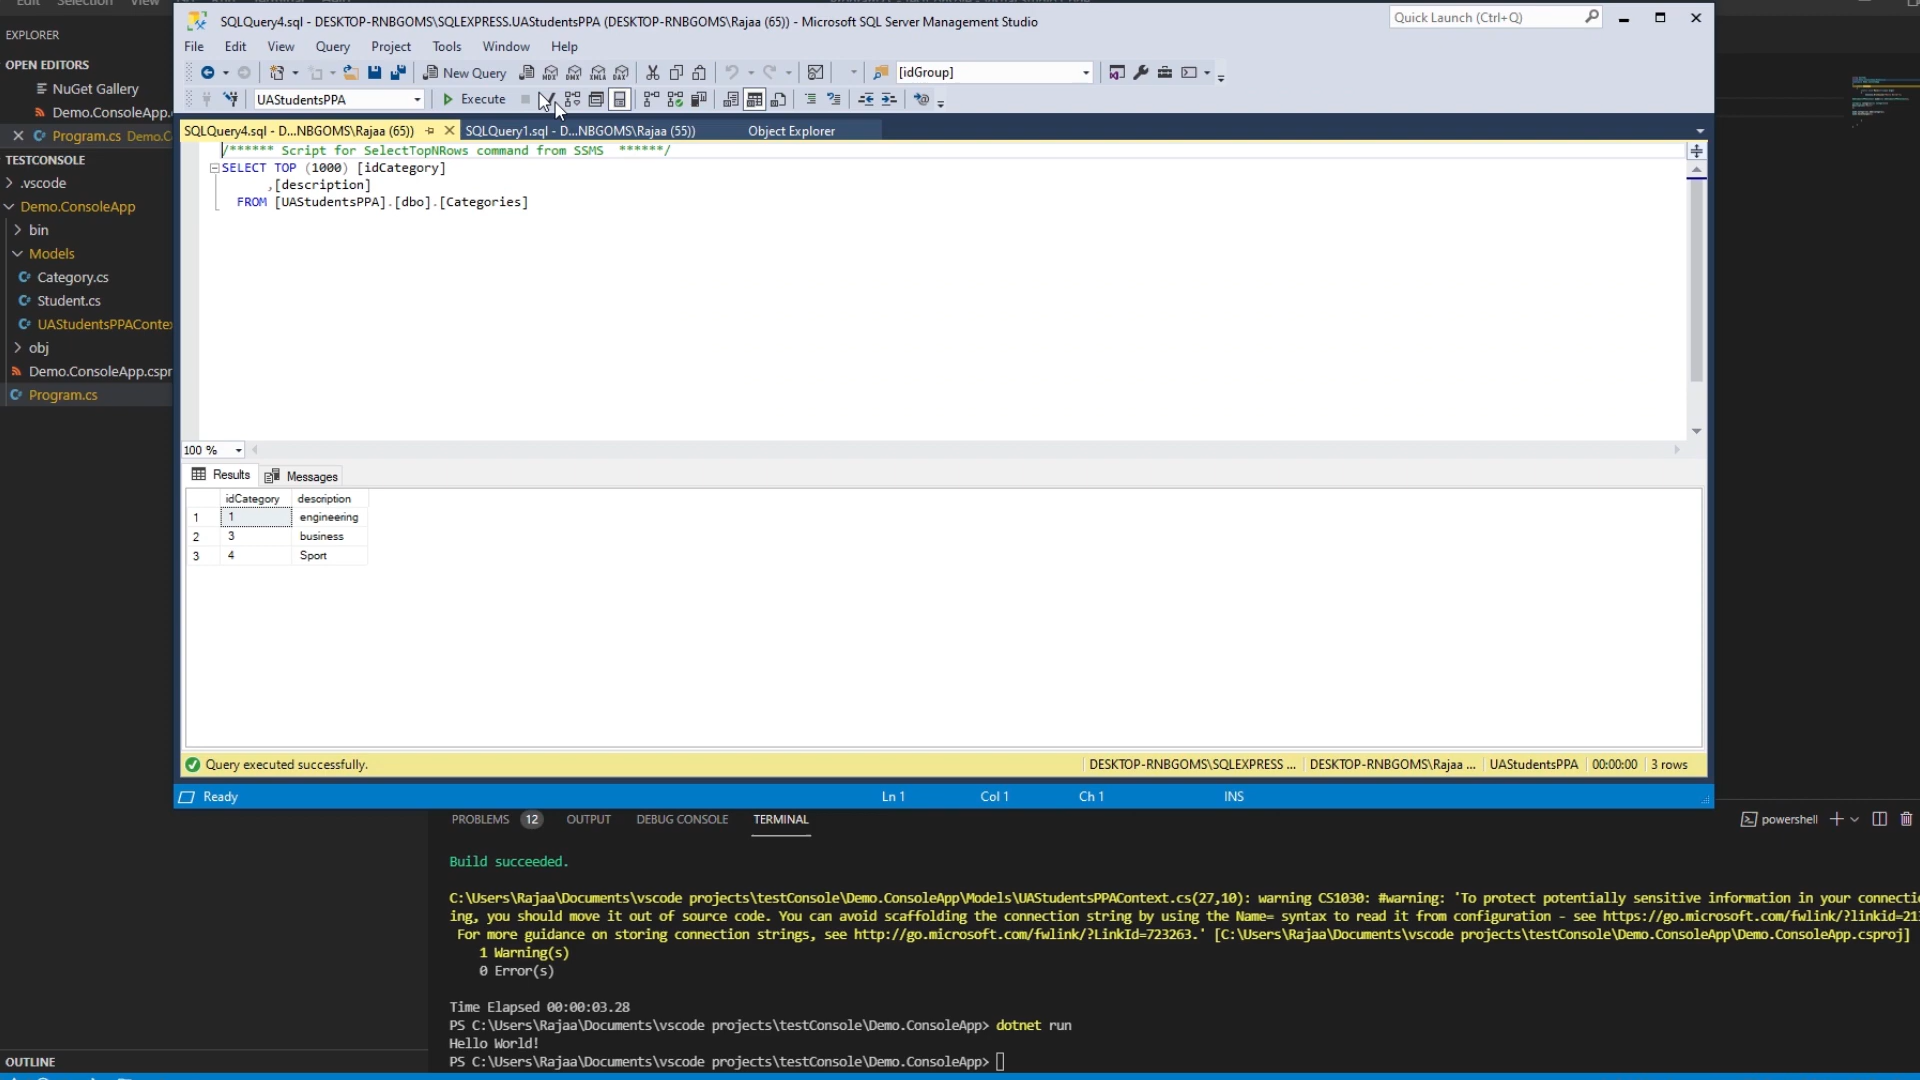 SQLQuery4.sql - DESKTOP-RNBGOMS\SQLEXPRESS.UAStudentsPPA (DESKTOP-RNBGOMS\Rajaa (65)) - Microsoft SQL Server Management Studio
Quick Launch (Ctrl+Q)
File Edit View Query Project Tools Window Help
New Query
MDX DMX XMLA DAX
[idGroup]
UAStudentsPPA
Execute
SQLQuery4.sql - D...NBGOMS\Rajaa (65))
SQLQuery1.sql - D...NBGOMS\Rajaa (55))
Object Explorer
/****** Script for SelectTopNRows command from SSMS ******/
SELECT TOP (1000) [idCategory]
,[description]
FROM [UAStudentsPPA].[dbo].[Categories]
100 %
Results
Messages
idCategory description
1 1 engineering
2 3 business
3 4 Sport
Query executed successfully.
DESKTOP-RNBGOMS\SQLEXPRESS ...
DESKTOP-RNBGOMS\Rajaa ...
UAStudentsPPA
00:00:00
3 rows
Ready
Ln 1
Col 1
Ch 1
INS
Edit Selection View
EXPLORER
OPEN EDITORS
NuGet Gallery
Demo.ConsoleApp.
Program.cs Demo.C
TESTCONSOLE
.vscode
Demo.ConsoleApp
bin
Models
Category.cs
Student.cs
UAStudentsPPAConte
obj
Demo.ConsoleApp.cspr
Program.cs
OUTLINE
PROBLEMS 12
OUTPUT
DEBUG CONSOLE
TERMINAL
powershell
Build succeeded.
C:\Users\Rajaa\Documents\vscode projects\testConsole\Demo.ConsoleApp\Models\UAStudentsPPAContext.cs(27,10): warning CS1030: #warning: 'To protect potentially sensitive information in your connecti
ing, you should move it out of source code. You can avoid scaffolding the connection string by using the Name= syntax to read it from configuration - see https://go.microsoft.com/fwlink/?linkid=21
For more guidance on storing connection strings, see http://go.microsoft.com/fwlink/?LinkId=723263.' [C:\Users\Rajaa\Documents\vscode projects\testConsole\Demo.ConsoleApp\Demo.ConsoleApp.csproj]
1 Warning(s)
0 Error(s)
Time Elapsed 00:00:03.28
PS C:\Users\Rajaa\Documents\vscode projects\testConsole\Demo.ConsoleApp> dotnet run
Hello World!
PS C:\Users\Rajaa\Documents\vscode projects\testConsole\Demo.ConsoleApp>